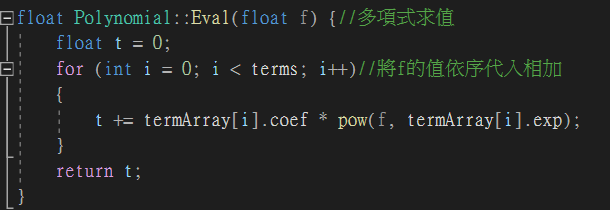 float Polynomial::Eval(float f) {//多項式求值
float t = 0;
for (int i = 0; i < terms; i++)//將f的值依序代入相加
{
t += termArray[i].coef * pow(f, termArray[i].exp);
}
return t;
}